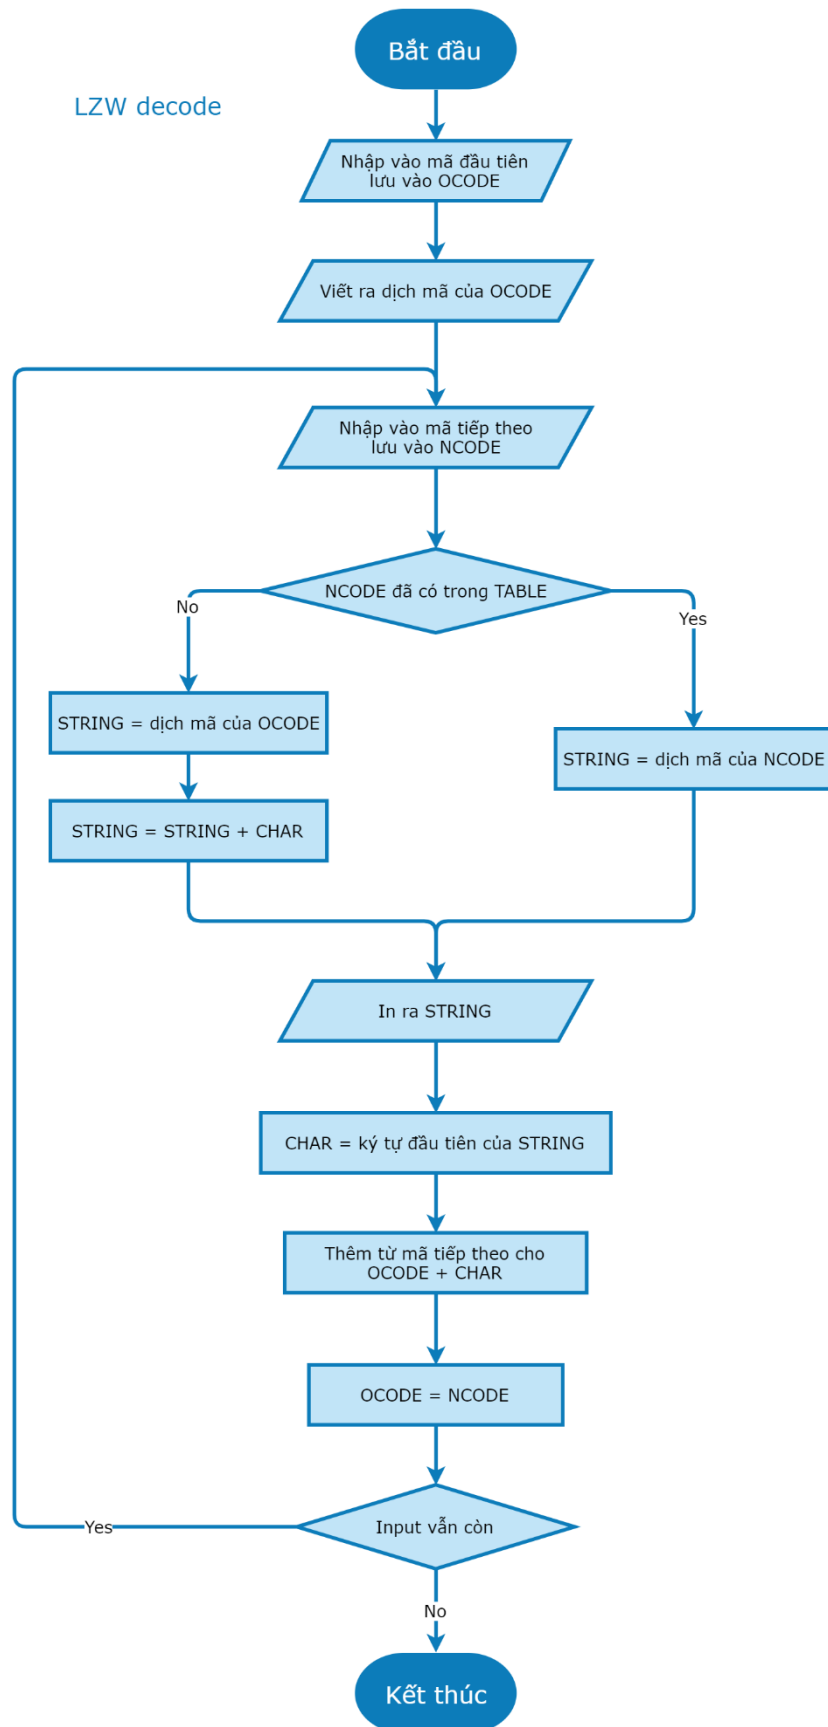 Bắt đầu
LZW decode
Nhập vào mã đầu tiên
lưu vào OCODE
Viết ra dịch mã của OCODE
Nhập vào mã tiếp theo
lưu vào NCODE
NCODE đã có trong TABLE
No
Yes
STRING = dịch mã của OCODE
STRING = dịch mã của NCODE
STRING = STRING + CHAR
In ra STRING
CHAR = ký tự đầu tiên của STRING
Thêm từ mã tiếp theo cho
OCODE + CHAR
OCODE = NCODE
Input vẫn còn
Yes
No
Kết thúc